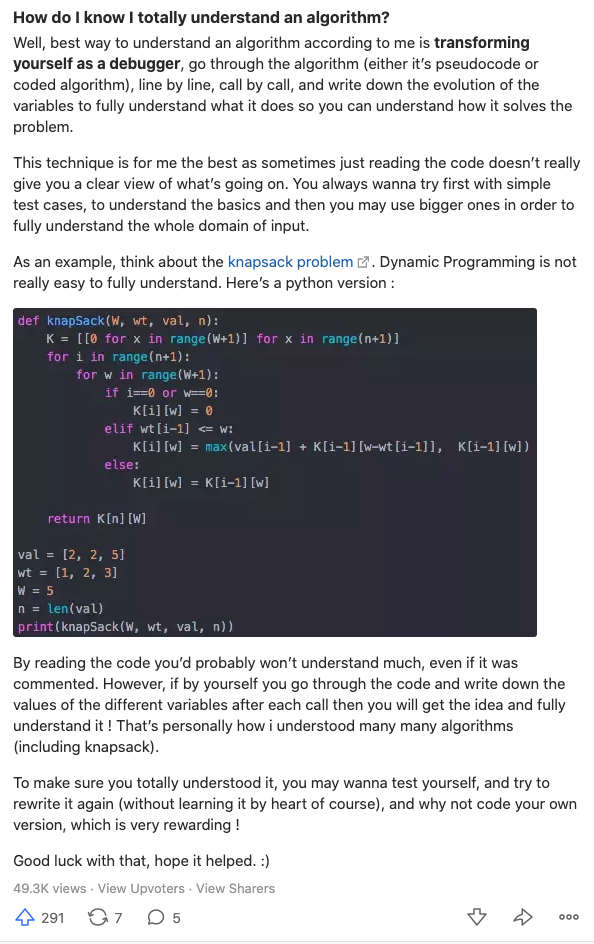 How do I know I totally understand an algorithm?
Well, best way to understand an algorithm according to me is transforming
yourself as a debugger, go through the algorithm (either it's pseudocode or
coded algorithm), line by line, call by call, and write down the evolution of the
variables to fully understand what it does so you can understand how it solves the
problem.
This technique is for me the best as sometimes just reading the code doesn't really
give you a clear view of what's going on. You always wanna try first with simple
test cases, to understand the basics and then you may use bigger ones in order to
fully understand the whole domain of input.
As an example, think about the knapsack problem. Dynamic Programming is not
really easy to fully understand. Here's a python version :
def knapSack(W, wt, val, n):
    K = [[0 for x in range(W+1)] for x in range(n+1)]
    for i in range(n+1):
        for w in range(W+1):
            if i==0 or w==0:
                K[i][w] = 0
            elif wt[i-1] <= w:
                K[i][w] = max(val[i-1] + K[i-1][w-wt[i-1]],  K[i-1][w])
            else:
                K[i][w] = K[i-1][w]
    return K[n][W]
val = [2, 2, 5]
wt = [1, 2, 3]
W = 5
n = len(val)
print(knapSack(W, wt, val, n))
By reading the code you'd probably won't understand much, even if it was
commented. However, if by yourself you go through the code and write down the
values of the different variables after each call then you will get the idea and fully
understand it ! That's personally how i understood many many algorithms
(including knapsack).
To make sure you totally understood it, you may wanna test yourself, and try to
rewrite it again (without learning it by heart of course), and why not code your own
version, which is very rewarding !
Good luck with that, hope it helped. :)
49.3K views · View Upvoters · View Sharers
291 7 5